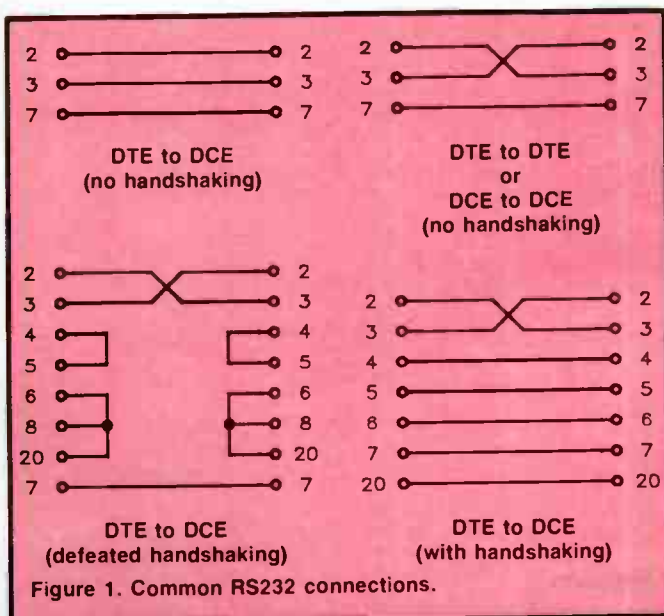 2 2
3 3
7 7
DTE to DCE
(no handshaking)
2 2
3 3
7 7
DTE to DTE
or
DCE to DCE
(no handshaking)
2 2
3 3
4 4
5 5
6 6
8 8
20 20
7 7
DTE to DCE
(defeated handshaking)
2 2
3 3
4 4
5 5
6 6
7 7
20 20
DTE to DCE
(with handshaking)
Figure 1. Common RS232 connections.